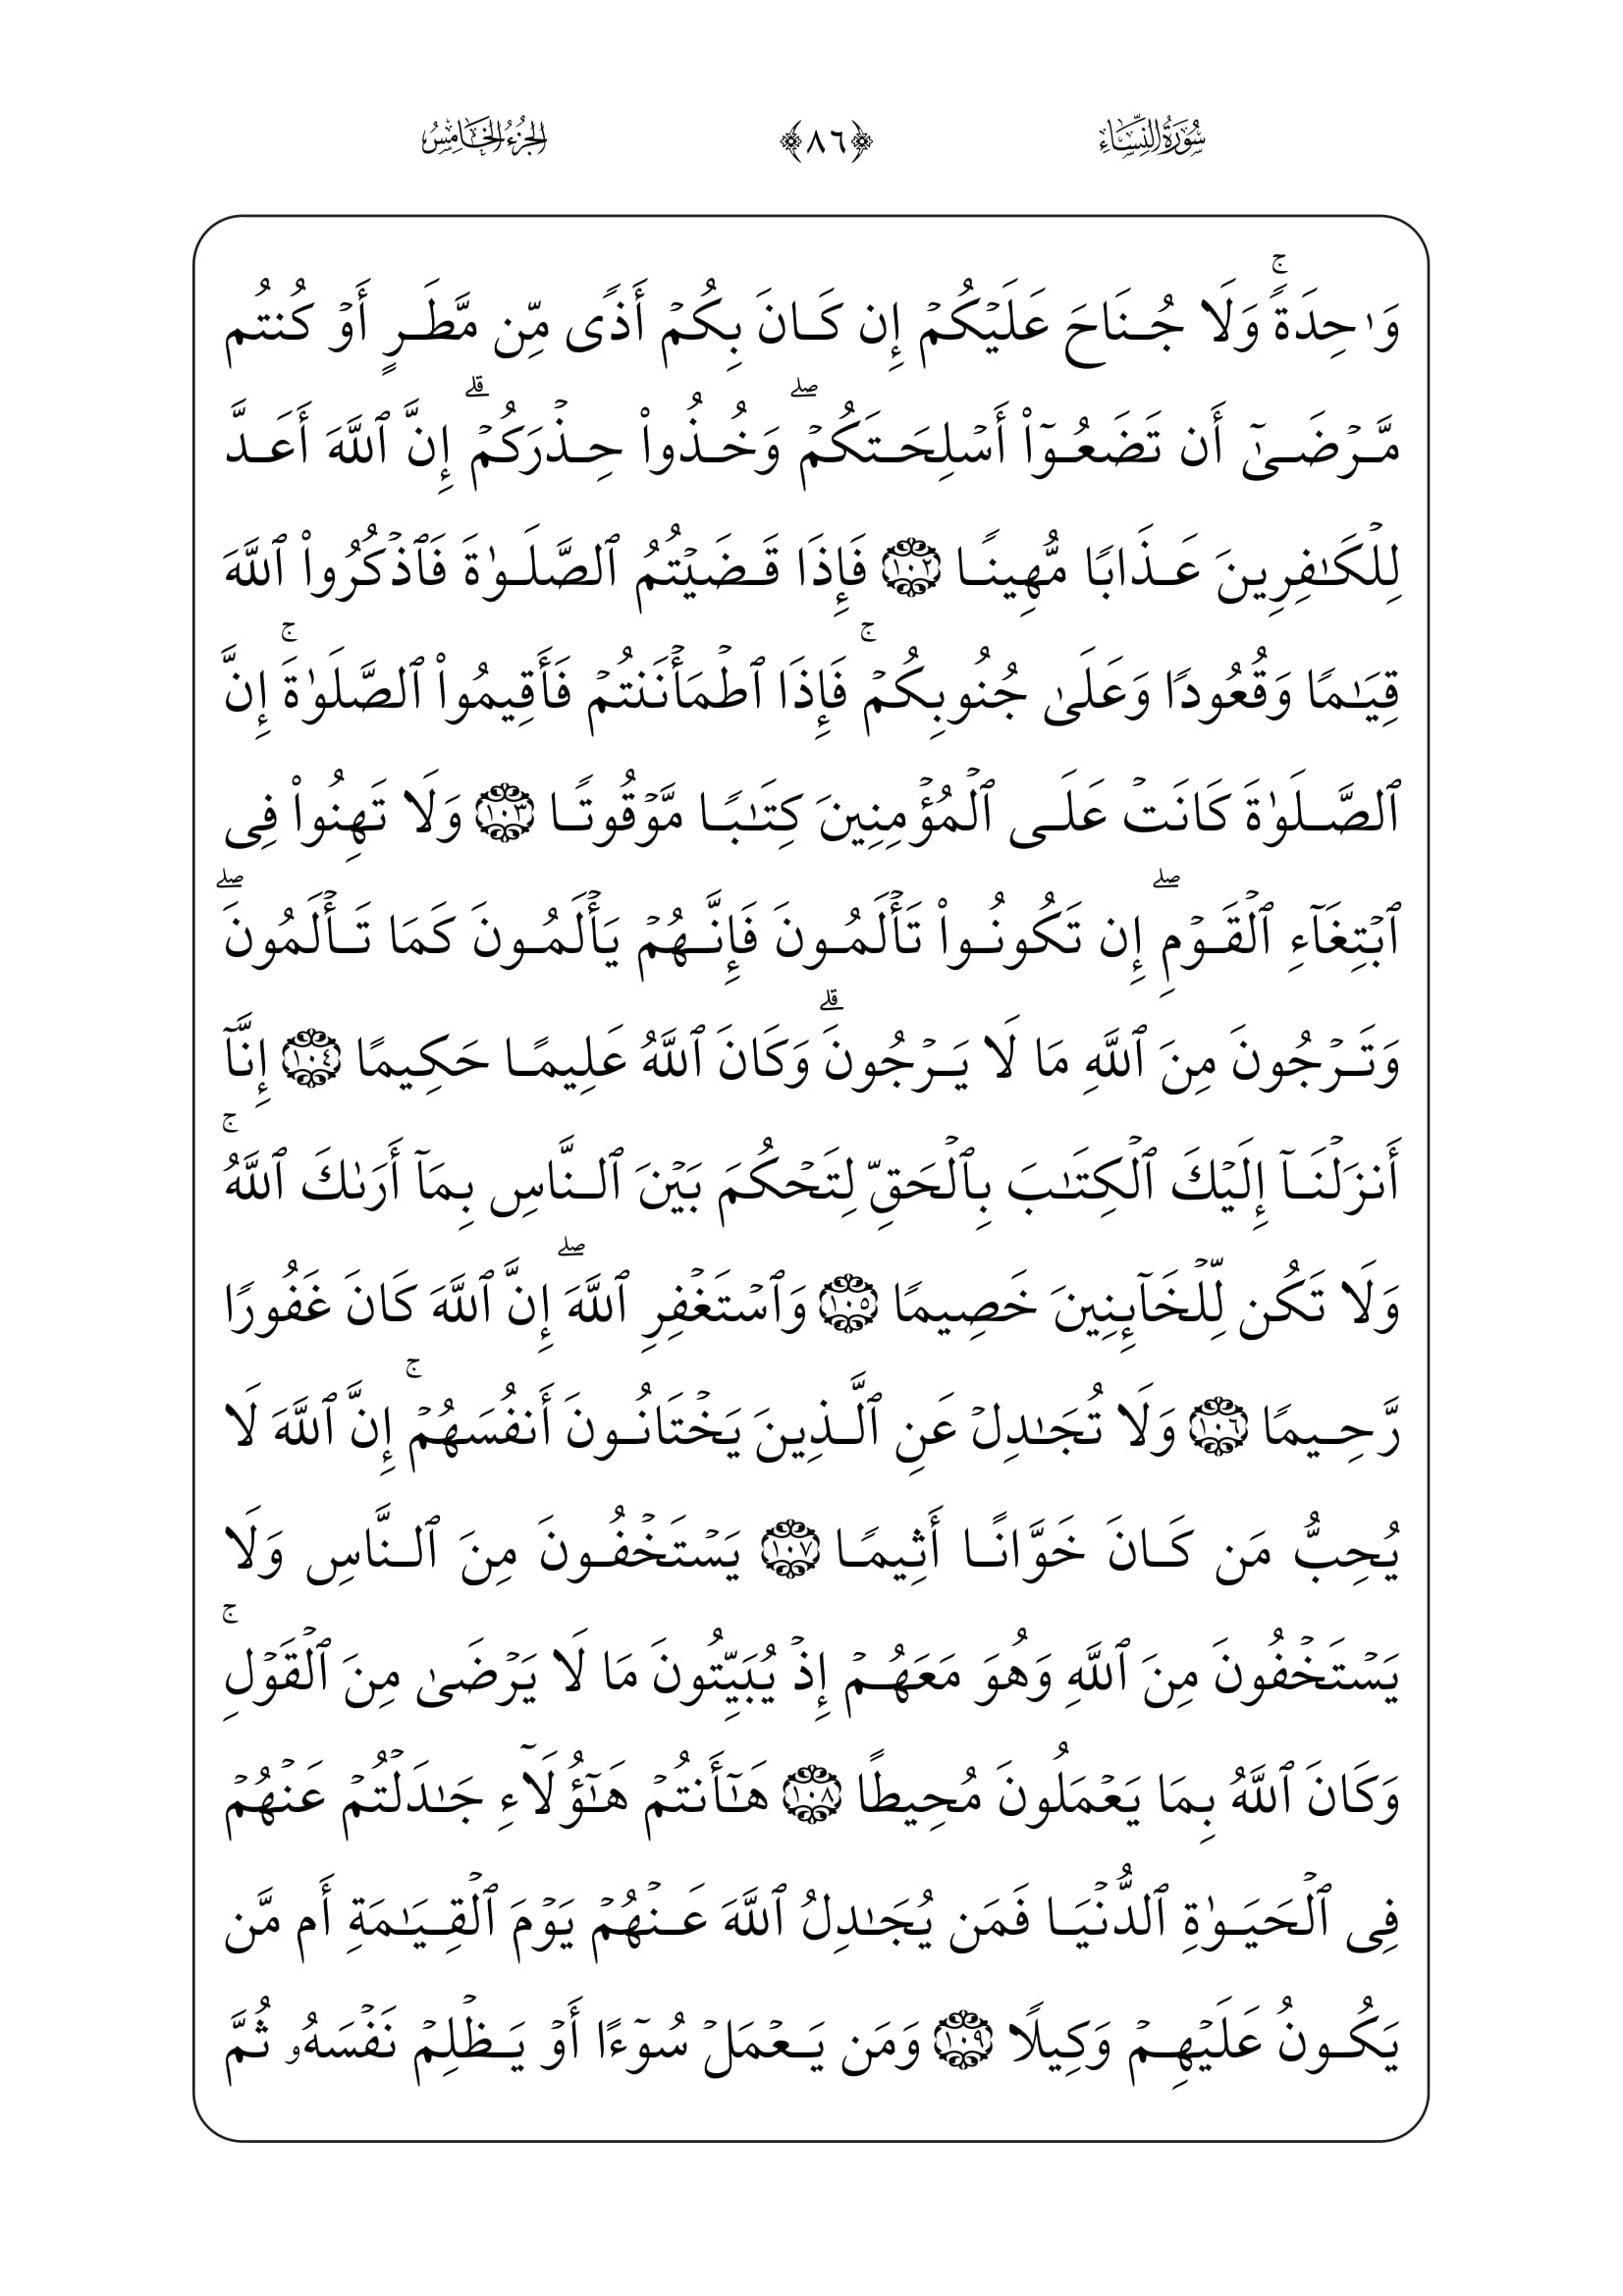 سُورَةُ النِّسَاءِ ﴿٨٦﴾ الجزءُ الخَامِسُ
وَٰحِدَةً ۚ وَلَا جُنَاحَ عَلَيْكُمْ إِن كَانَ بِكُمْ أَذًى مِّن مَّطَرٍ أَوْ كُنتُم
مَّرْضَىٰٓ أَن تَضَعُوٓا۟ أَسْلِحَتَكُمْ ۖ وَخُذُوا۟ حِذْرَكُمْ ۗ إِنَّ ٱللَّهَ أَعَدَّ
لِلْكَـٰفِرِينَ عَذَابًا مُّهِينًا ١٠٢ فَإِذَا قَضَيْتُمُ ٱلصَّلَوٰةَ فَٱذْكُرُوا۟ ٱللَّهَ
قِيَـٰمًا وَقُعُودًا وَعَلَىٰ جُنُوبِكُمْ ۚ فَإِذَا ٱطْمَأْنَنتُمْ فَأَقِيمُوا۟ ٱلصَّلَوٰةَ ۚ إِنَّ
ٱلصَّلَوٰةَ كَانَتْ عَلَى ٱلْمُؤْمِنِينَ كِتَـٰبًا مَّوْقُوتًا ١٠٣ وَلَا تَهِنُوا۟ فِى
ٱبْتِغَآءِ ٱلْقَوْمِ ۖ إِن تَكُونُوا۟ تَأْلَمُونَ فَإِنَّهُمْ يَأْلَمُونَ كَمَا تَأْلَمُونَ ۖ
وَتَرْجُونَ مِنَ ٱللَّهِ مَا لَا يَرْجُونَ ۗ وَكَانَ ٱللَّهُ عَلِيمًا حَكِيمًا ١٠٤ إِنَّآ
أَنزَلْنَآ إِلَيْكَ ٱلْكِتَـٰبَ بِٱلْحَقِّ لِتَحْكُمَ بَيْنَ ٱلنَّاسِ بِمَآ أَرَىٰكَ ٱللَّهُ ۚ
وَلَا تَكُن لِّلْخَآئِنِينَ خَصِيمًا ١٠٥ وَٱسْتَغْفِرِ ٱللَّهَ ۖ إِنَّ ٱللَّهَ كَانَ غَفُورًا
رَّحِيمًا ١٠٦ وَلَا تُجَـٰدِلْ عَنِ ٱلَّذِينَ يَخْتَانُونَ أَنفُسَهُمْ ۚ إِنَّ ٱللَّهَ لَا
يُحِبُّ مَن كَانَ خَوَّانًا أَثِيمًا ١٠٧ يَسْتَخْفُونَ مِنَ ٱلنَّاسِ وَلَا
يَسْتَخْفُونَ مِنَ ٱللَّهِ وَهُوَ مَعَهُمْ إِذْ يُبَيِّتُونَ مَا لَا يَرْضَىٰ مِنَ ٱلْقَوْلِ ۚ
وَكَانَ ٱللَّهُ بِمَا يَعْمَلُونَ مُحِيطًا ١٠٨ هَـٰٓأَنتُمْ هَـٰٓؤُلَآءِ جَـٰدَلْتُمْ عَنْهُمْ
فِى ٱلْحَيَوٰةِ ٱلدُّنْيَا فَمَن يُجَـٰدِلُ ٱللَّهَ عَنْهُمْ يَوْمَ ٱلْقِيَـٰمَةِ أَم مَّن
يَكُونُ عَلَيْهِمْ وَكِيلًا ١٠٩ وَمَن يَعْمَلْ سُوٓءًا أَوْ يَظْلِمْ نَفْسَهُۥ ثُمَّ